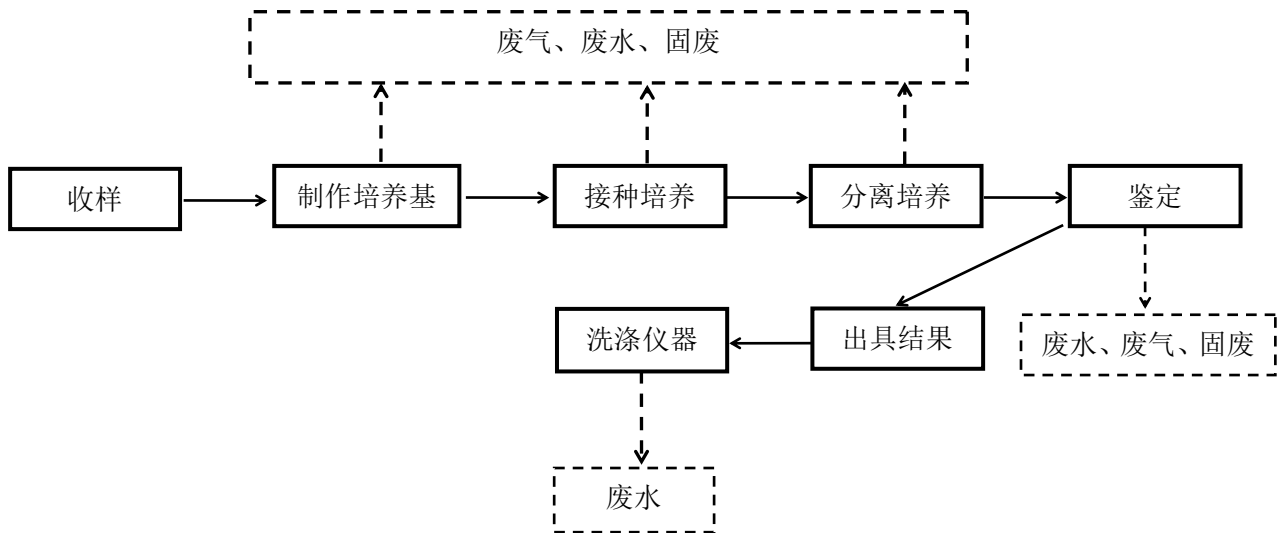 废气、废水、固废
收样
制作培养基
接种培养
分离培养
鉴定
洗涤仪器
出具结果
废水、废气、固废
废水